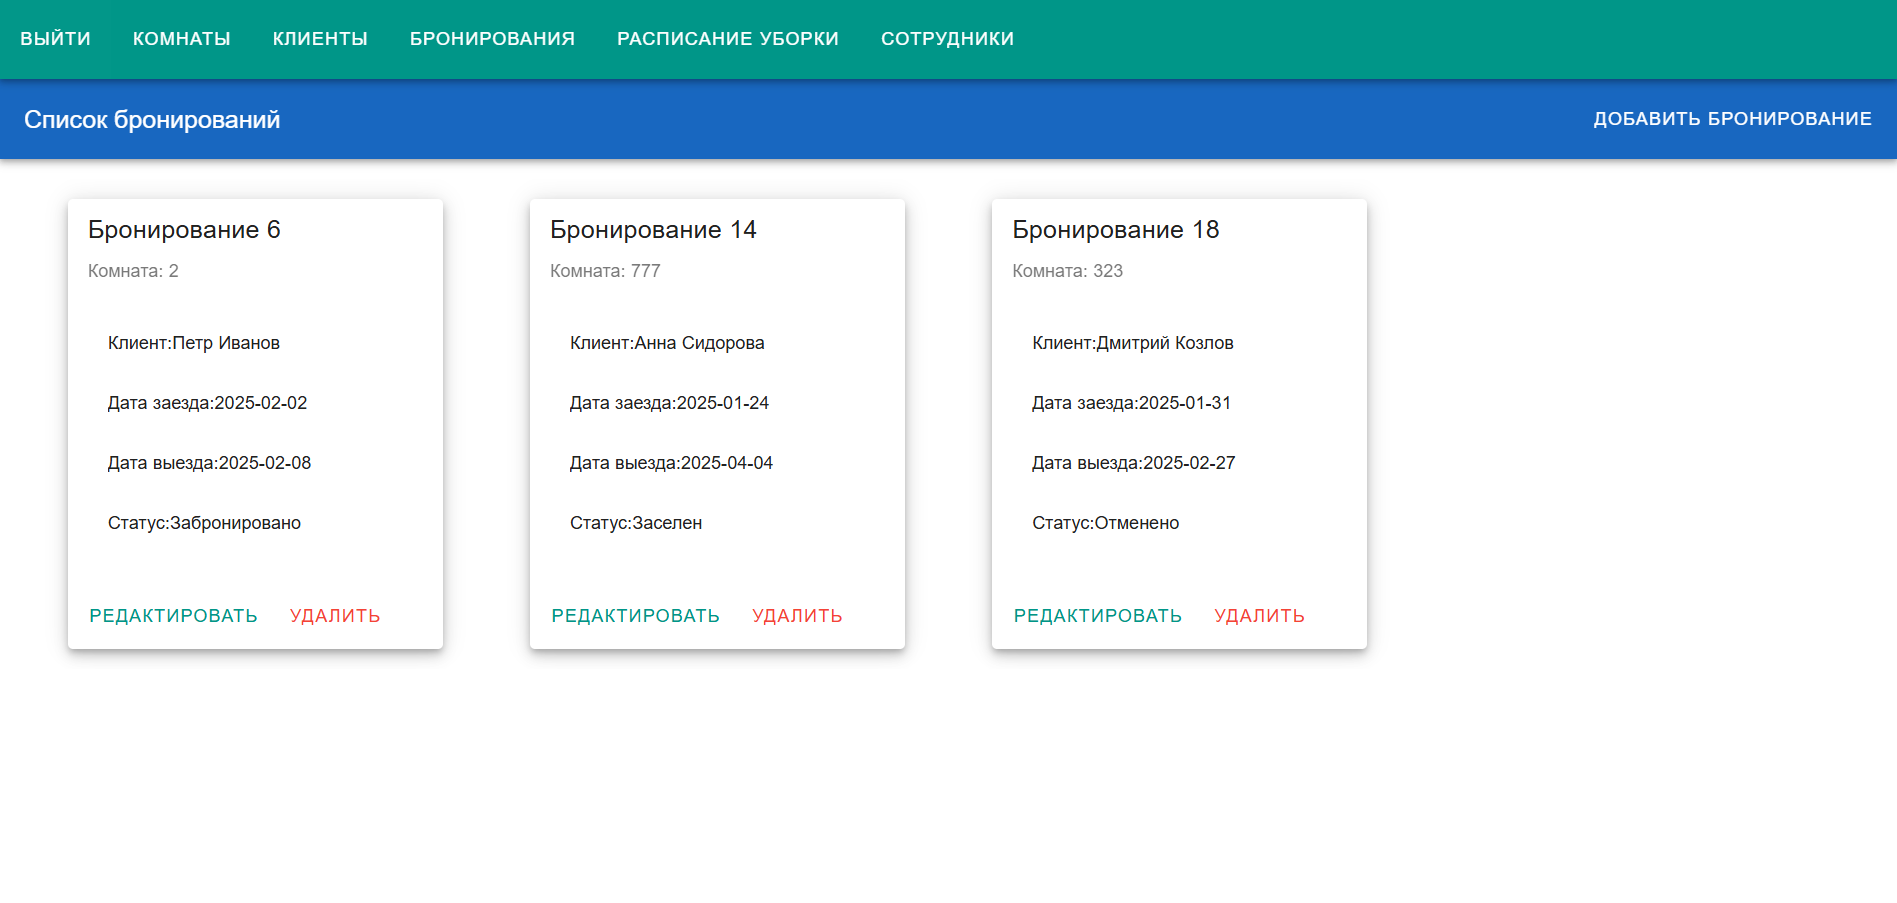 ВЫЙТИ КОМНАТЫ КЛИЕНТЫ БРОНИРОВАНИЯ РАСПИСАНИЕ УБОРКИ СОТРУДНИКИ
Список бронирований ДОБАВИТЬ БРОНИРОВАНИЕ
Бронирование 6
Комната: 2
Клиент:Петр Иванов
Дата заезда:2025-02-02
Дата выезда:2025-02-08
Статус:Забронировано
РЕДАКТИРОВАТЬ УДАЛИТЬ
Бронирование 14
Комната: 777
Клиент:Анна Сидорова
Дата заезда:2025-01-24
Дата выезда:2025-04-04
Статус:Заселен
РЕДАКТИРОВАТЬ УДАЛИТЬ
Бронирование 18
Комната: 323
Клиент:Дмитрий Козлов
Дата заезда:2025-01-31
Дата выезда:2025-02-27
Статус:Отменено
РЕДАКТИРОВАТЬ УДАЛИТЬ